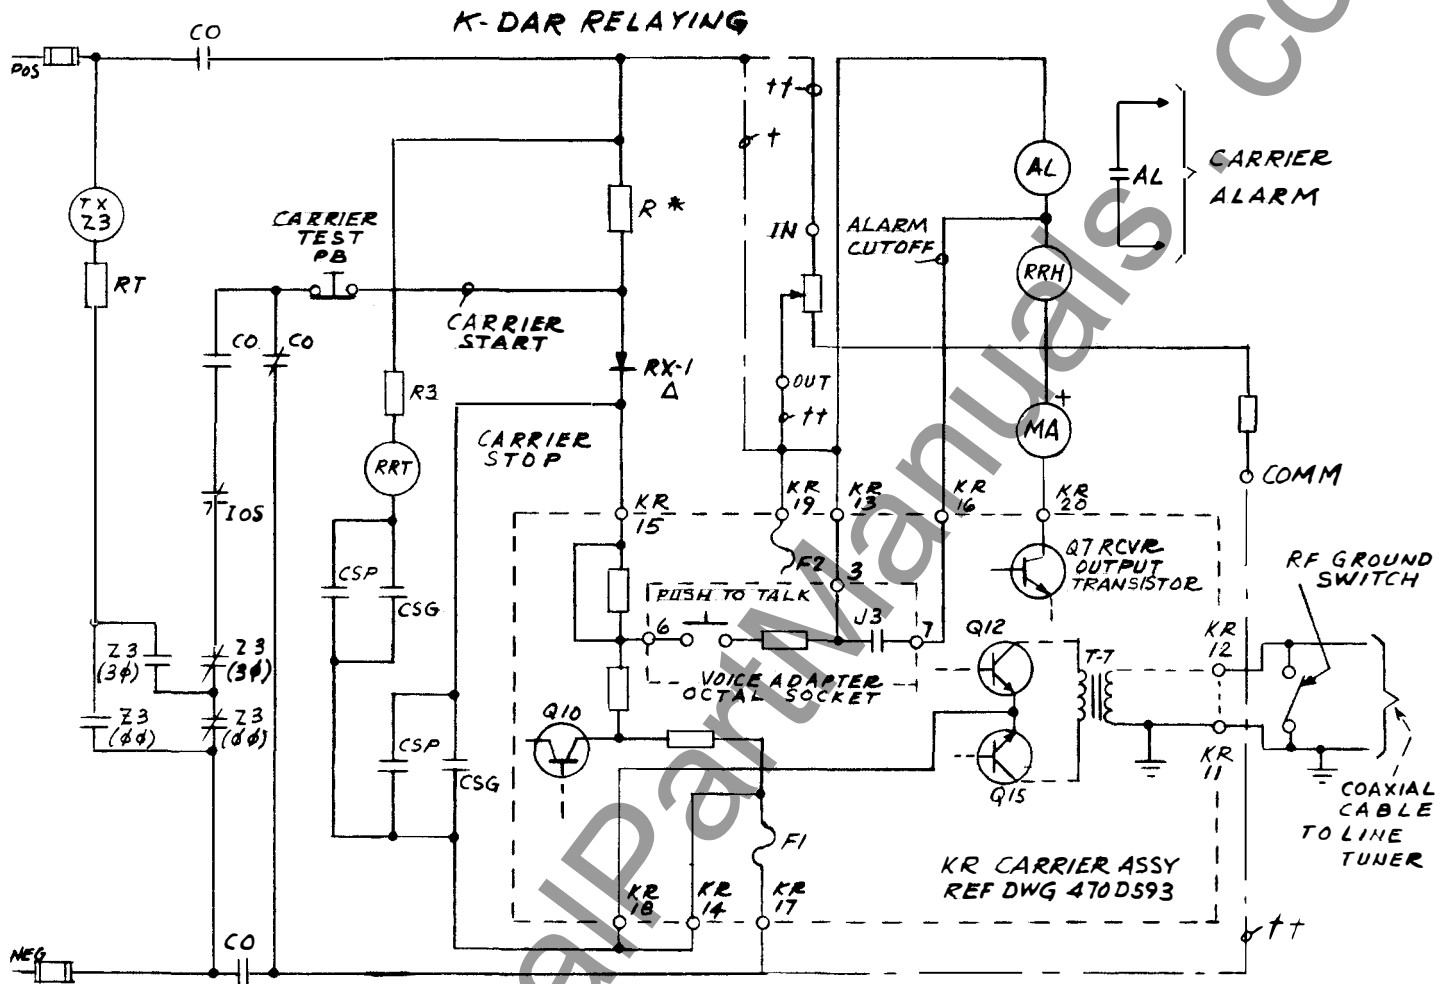 K-DAR RELAYING
CO
POS
††
†
AL
AL
CARRIER
ALARM
TX
Z3
R *
CARRIER
TEST
PB
IN
ALARM
CUTOFF
RRH
RT
CARRIER
START
CO
CO
RX-1
Δ
R3
OUT
††
+
MA
CARRIER
STOP
RRT
COMM
IOS
KR
15
KR
19
KR
13
KR
16
KR
20
F2
3
Q7 RCVR
OUTPUT
TRANSISTOR
RF GROUND
SWITCH
CSP
CSG
PUSH TO TALK
6
J3
7
VOICE ADAPTER
OCTAL SOCKET
Q12
T-7
KR
12
Z3
(3ϕ)
Z3
(3ϕ)
Z3
(ϕϕ)
Z3
(ϕϕ)
Q10
CSP
CSG
Q15
KR
11
COAXIAL
CABLE
TO LINE
TUNER
F1
KR CARRIER ASSY
REF DWG 470D593
KR
18
KR
14
KR
17
††
NEG
CO
alPartManuals.co